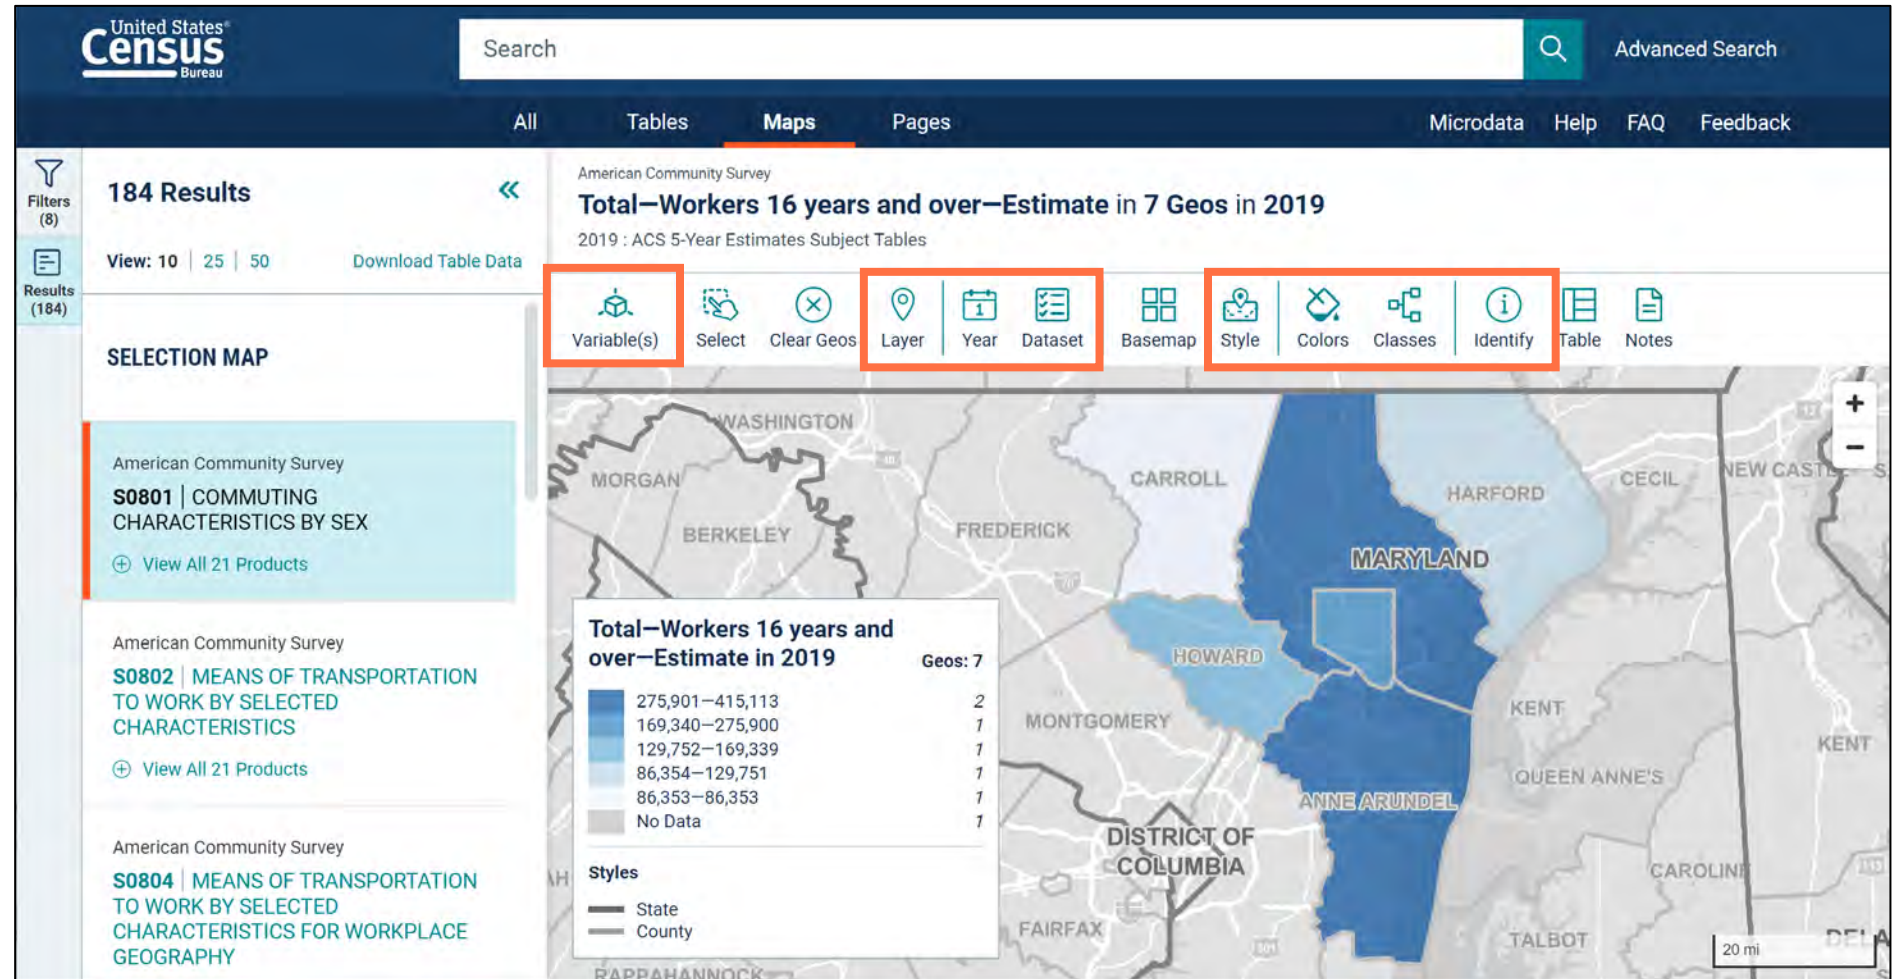 United States®
Census
Bureau
Search
Advanced Search
All
Tables
Maps
Pages
Microdata
Help
FAQ
Feedback
Filters
(8)
Results
(184)
184 Results
View: 10 | 25 | 50
Download Table Data
SELECTION MAP
American Community Survey
S0801 | COMMUTING
CHARACTERISTICS BY SEX
View All 21 Products
American Community Survey
S0802 | MEANS OF TRANSPORTATION
TO WORK BY SELECTED
CHARACTERISTICS
View All 21 Products
American Community Survey
S0804 | MEANS OF TRANSPORTATION
TO WORK BY SELECTED
CHARACTERISTICS FOR WORKPLACE
GEOGRAPHY
American Community Survey
Total—Workers 16 years and over—Estimate in 7 Geos in 2019
2019 : ACS 5-Year Estimates Subject Tables
Variable(s)
Select
Clear Geos
Layer
1
Year
Dataset
Basemap
Style
Colors
Classes
Identify
Table
Notes
+
−
WASHINGTON
MORGAN
BERKELEY
FREDERICK
CARROLL
HARFORD
CECIL
NEW CASTL
MARYLAND
HOWARD
MONTGOMERY
KENT
KENT
QUEEN ANNE'S
ANNE ARUNDEL
DISTRICT OF
COLUMBIA
CAROLIN
FAIRFAX
TALBOT
DELA
RAPPAHANNOCK
20 mi
Total—Workers 16 years and
over—Estimate in 2019
Geos: 7
275,901—415,113 2
169,340—275,900 1
129,752—169,339 1
86,354—129,751 1
86,353—86,353 1
No Data 1
Styles
State
County